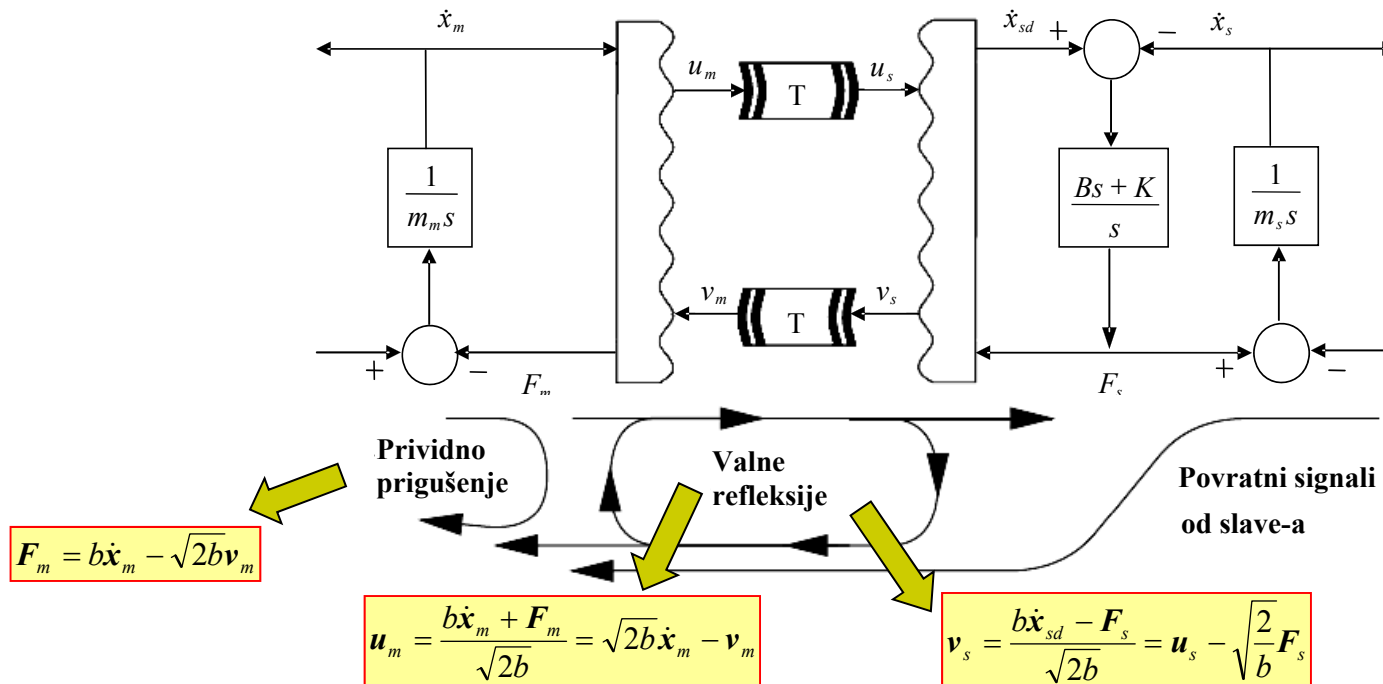 ẋ_m
ẋ_sd + − ẋ_s
u_m T u_s
1/(m_m s)
(Bs + K)/s
1/(m_s s)
v_m T v_s
+ − + −
F_m F_s
Prividno
prigušenje
Valne
refleksije
Povratni signali
od slave-a
F_m = bẋ_m − √(2b) v_m
u_m = (bẋ_m + F_m)/√(2b) = √(2b) ẋ_m − v_m
v_s = (bẋ_sd − F_s)/√(2b) = u_s − √(2/b) F_s